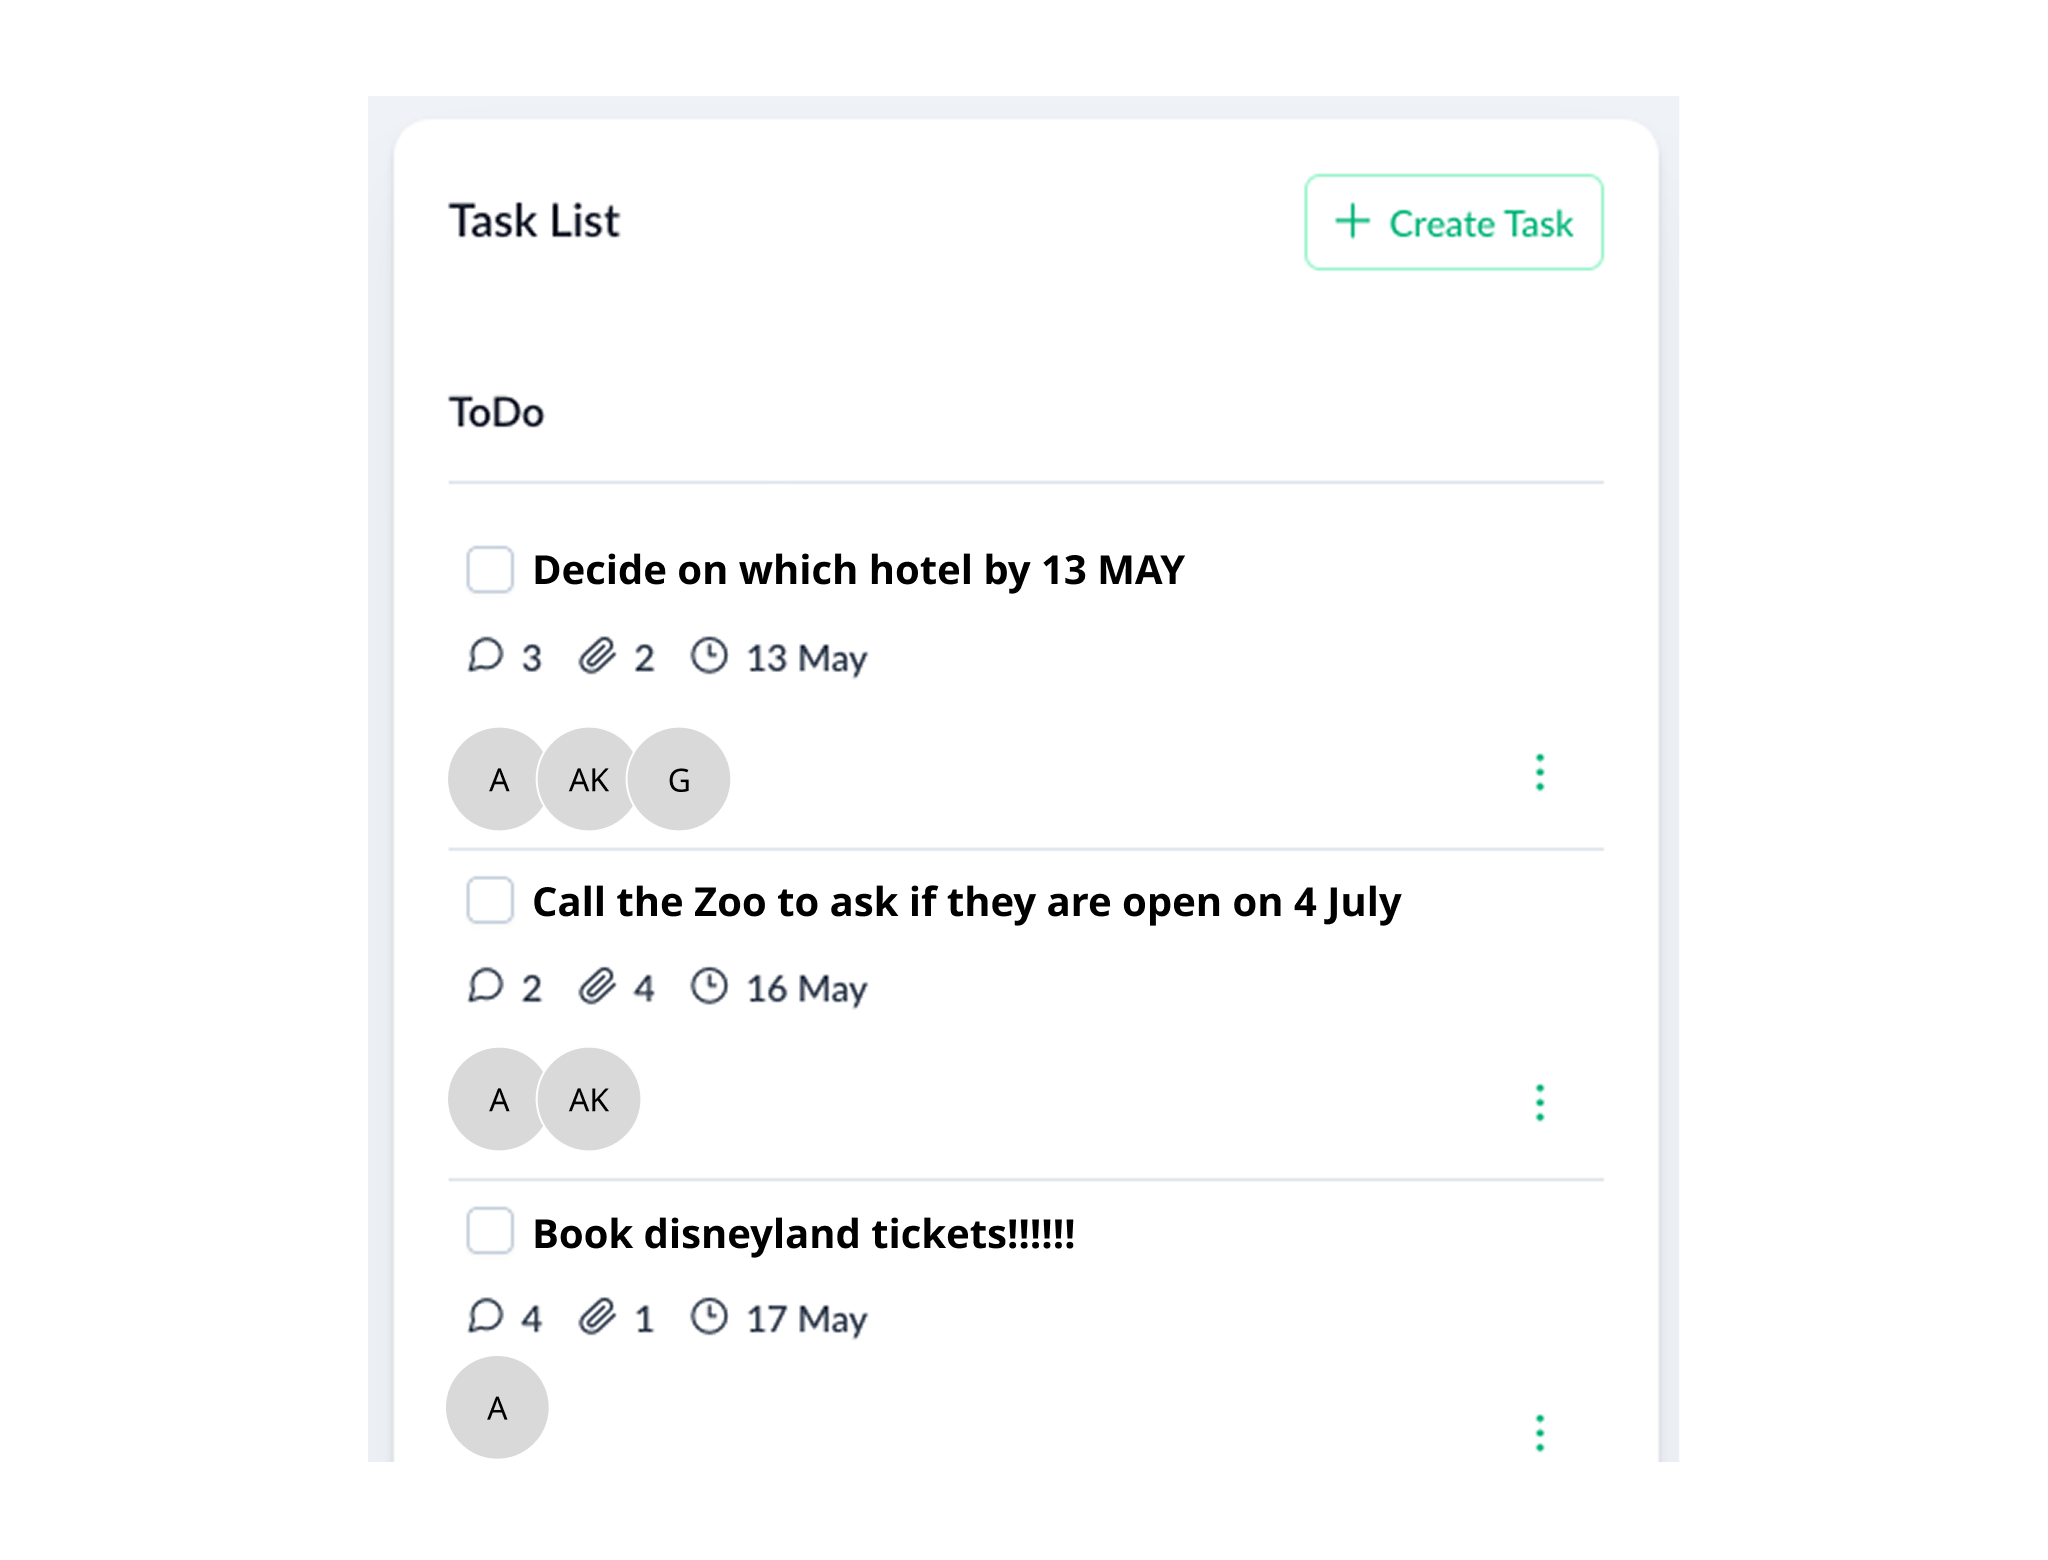 Task List
Create Task
ToDo
Decide on which hotel by 13 MAY
3 2 13 May
A AK G
Call the Zoo to ask if they are open on 4 July
2 4 16 May
A AK
Book disneyland tickets!!!!!!
4 1 17 May
A